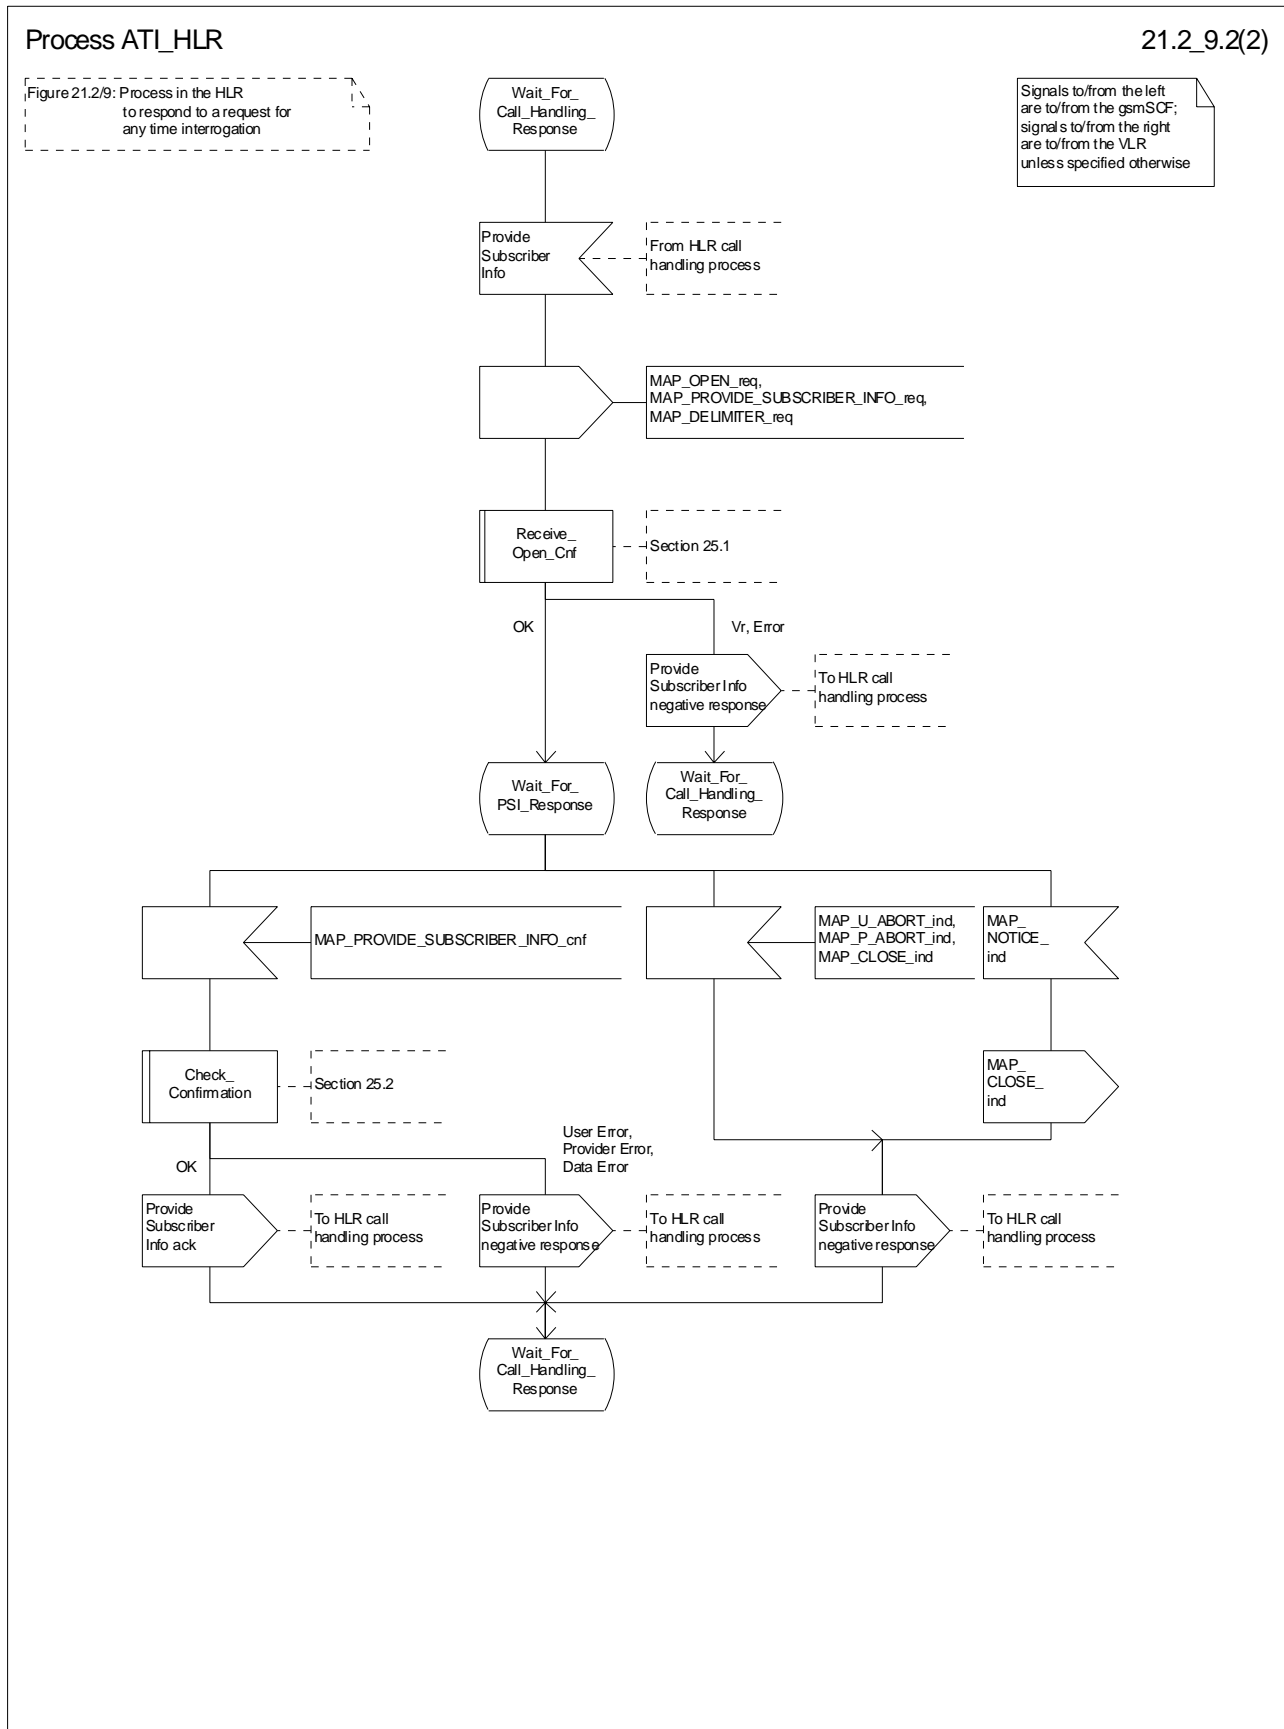 Process ATI_HLR
21.2_9.2(2)
Figure 21.2/9: Process in the HLR
to respond to a request for
any time interrogation
Wait_For_
Call_Handling_
Response
Signals to/from the left
are to/from the gsmSCF;
signals to/from the right
are to/from the VLR
unless specified otherwise
Provide
Subscriber
Info
From HLR call
handling process
MAP_OPEN_req,
MAP_PROVIDE_SUBSCRIBER_INFO_req,
MAP_DELIMITER_req
Receive_
Open_Cnf
Section 25.1
OK
Vr, Error
Provide
Subscriber Info
negative response
To HLR call
handling process
Wait_For_
PSI_Response
Wait_For_
Call_Handling_
Response
MAP_PROVIDE_SUBSCRIBER_INFO_cnf
MAP_U_ABORT_ind,
MAP_P_ABORT_ind,
MAP_CLOSE_ind
MAP_
NOTICE_
ind
Check_
Confirmation
Section 25.2
MAP_
CLOSE_
ind
User Error,
Provider Error,
Data Error
OK
Provide
Subscriber
Info ack
To HLR call
handling process
Provide
Subscriber Info
negative response
To HLR call
handling process
Provide
Subscriber Info
negative response
To HLR call
handling process
Wait_For_
Call_Handling_
Response